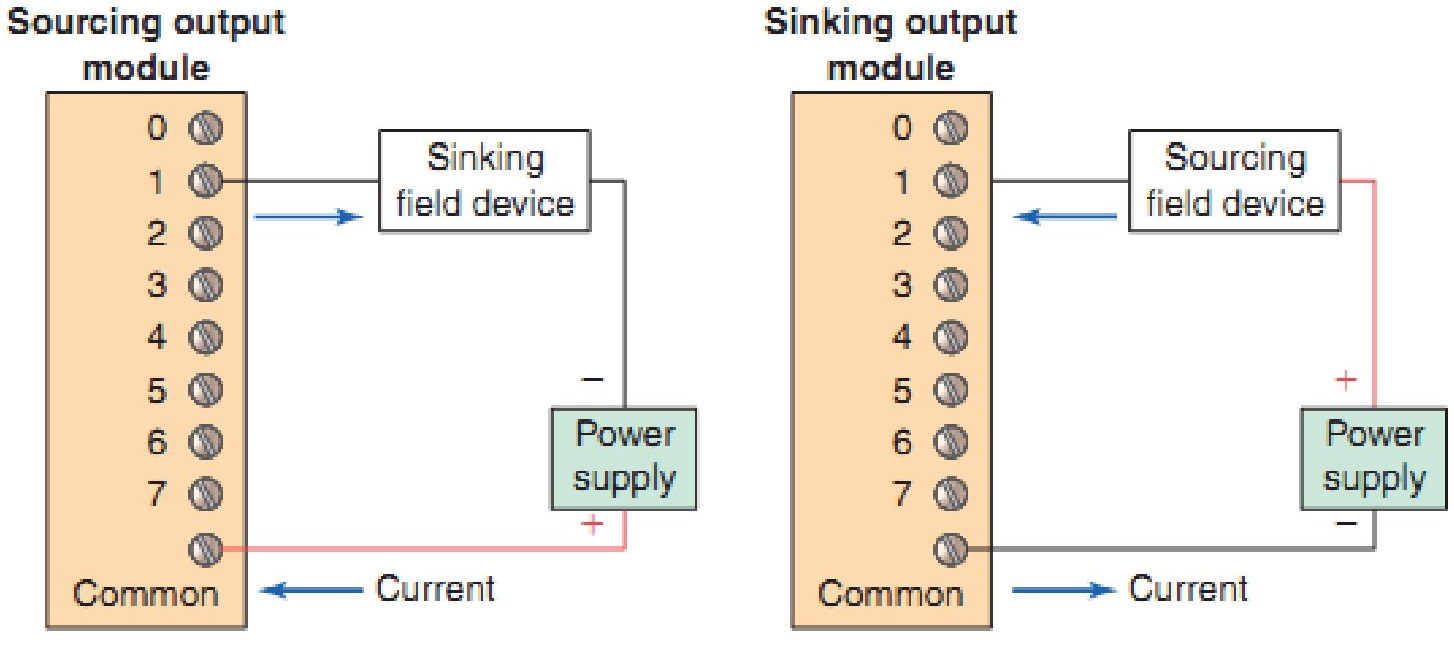 Sourcing output
module
0
1
2
3
4
5
6
7
Common
Sinking
field device
−
Power
supply
+
Current
Sinking output
module
0
1
2
3
4
5
6
7
Common
Sourcing
field device
+
Power
supply
−
Current